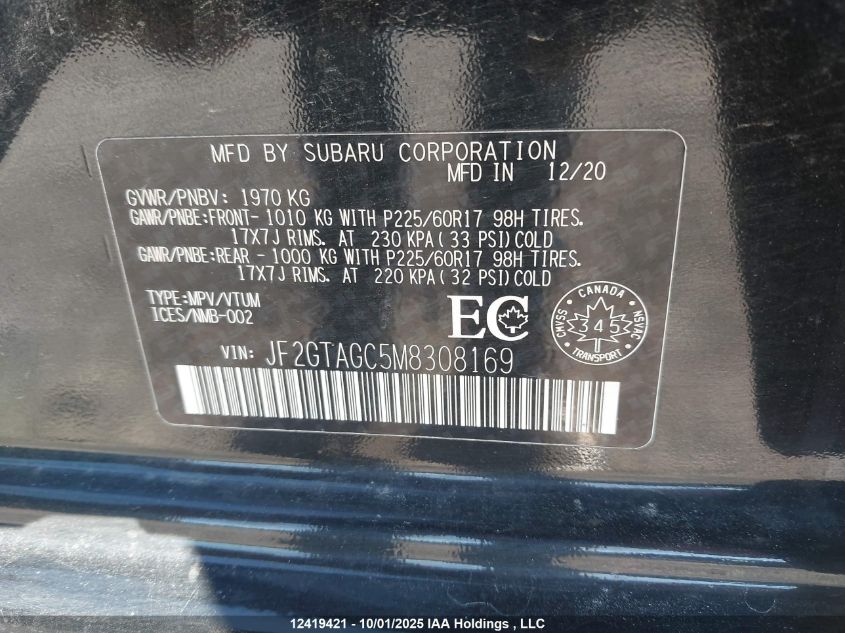 MFD BY SUBARU CORPORATION
MFD IN 12/20
GVWR/PNBV: 1970 KG
GAWR/PNBE:FRONT- 1010 KG WITH P225/60R17 98H TIRES.
17X7J RIMS. AT 230 KPA(33 PSI)COLD
GAWR/PNBE:REAR - 1000 KG WITH P225/60R17 98H TIRES.
17X7J RIMS. AT 220 KPA(32 PSI)COLD
TYPE:MPV/VTUM
ICES/NMB-002
EC
CANADA
CMVSS
345
NSVAC
TRANSPORT
VIN: JF2GTAGC5M8308169
12419421 - 10/01/2025 IAA Holdings , LLC